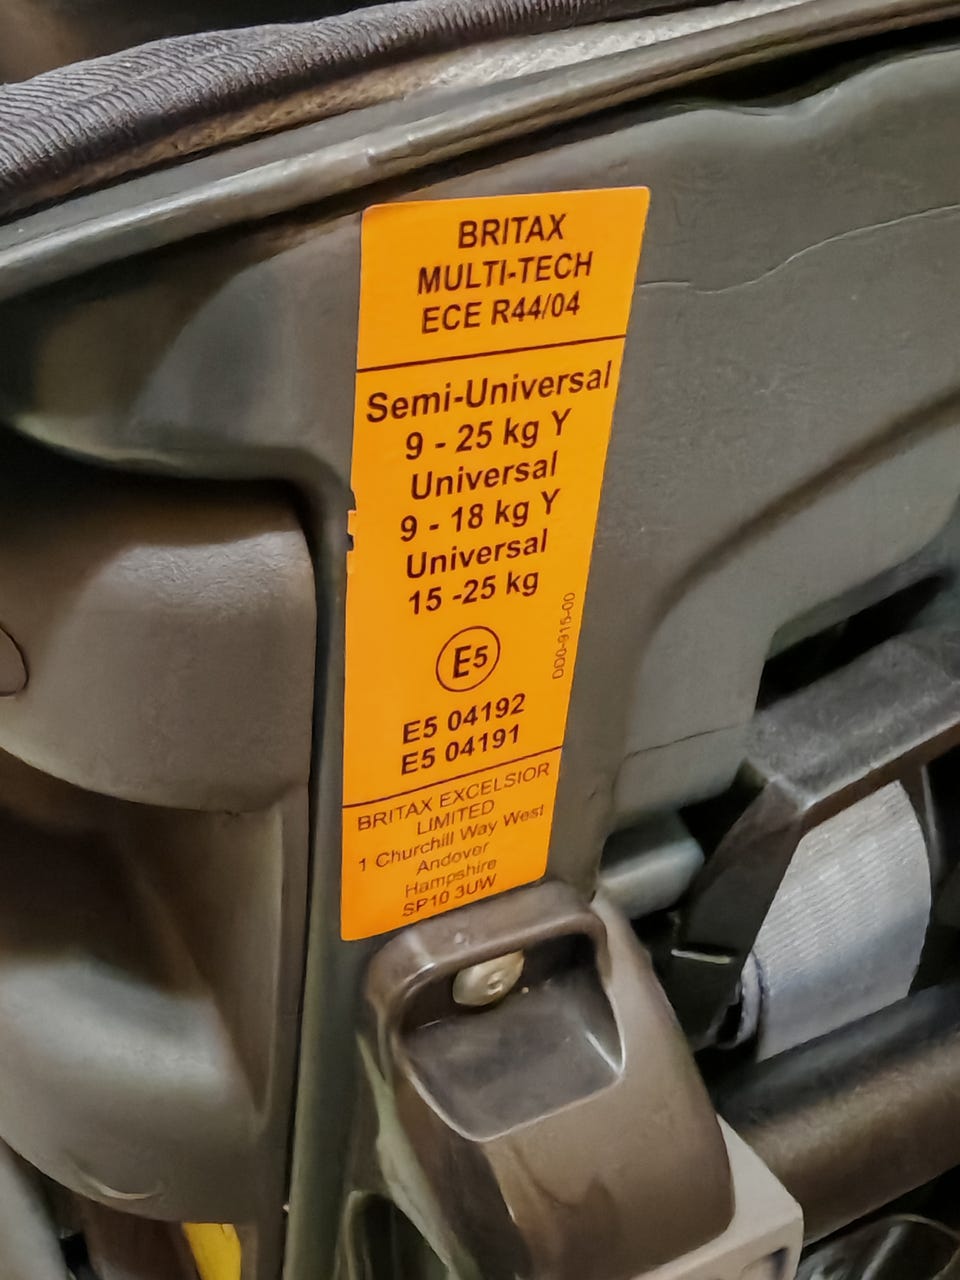 BRITAX
MULTI-TECH
ECE R44/04
Semi-Universal
9 - 25 kg Y
Universal
9 - 18 kg Y
Universal
15 -25 kg
E5
E5 04192
E5 04191
DD0-915-00
BRITAX EXCELSIOR
LIMITED
1 Churchill Way West
Andover
Hampshire
SP10 3UW